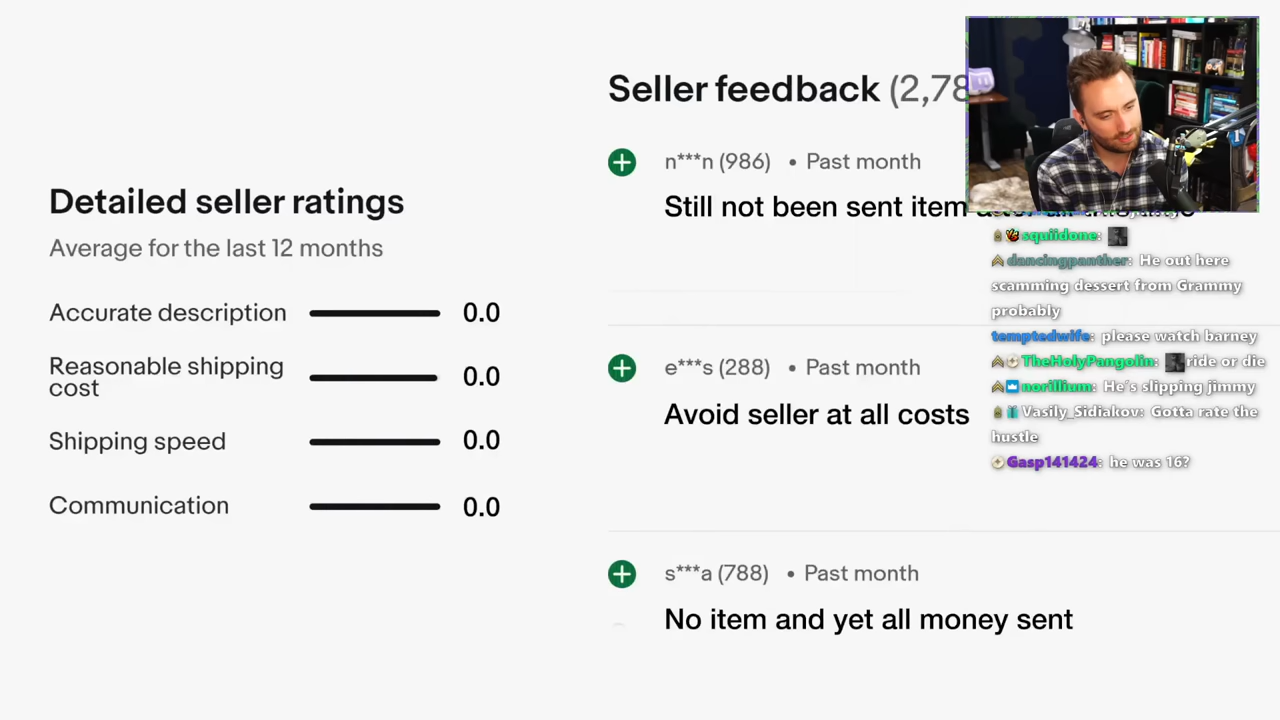 Detailed seller ratings
Average for the last 12 months
Accurate description 0.0
Reasonable shipping
cost 0.0
Shipping speed 0.0
Communication 0.0
Seller feedback (2,78
n***n (986) • Past month
Still not been sent item
e***s (288) • Past month
Avoid seller at all costs
s***a (788) • Past month
No item and yet all money sent
squiidone:
dancingpanther: He out here
scamming dessert from Grammy
probably
temptedwife: please watch barney
TheHolyPangolin: ride or die
norillium: He's slipping jimmy
Vasily_Sidiakov: Gotta rate the
hustle
Gasp141424: he was 16?